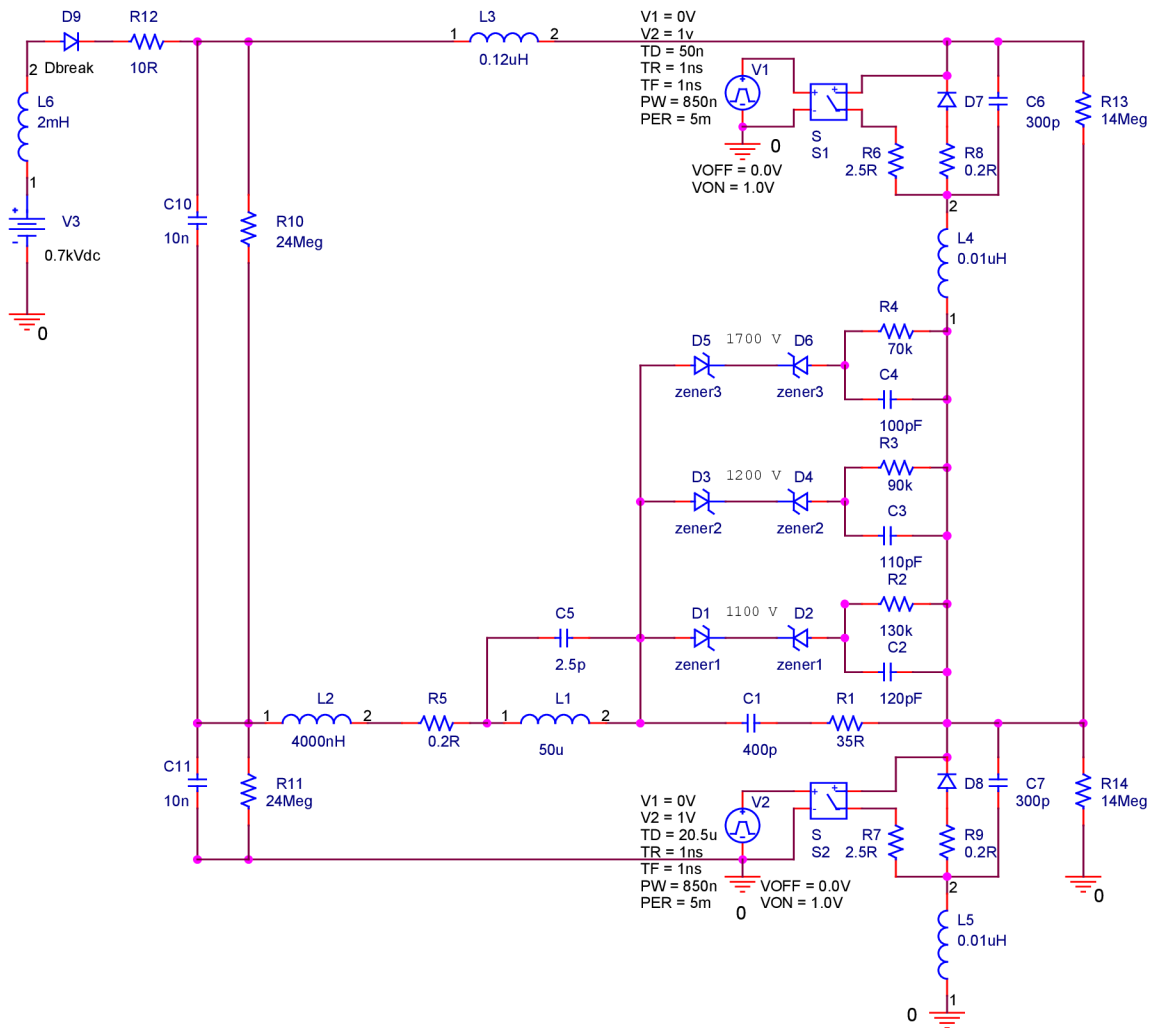 D9
R12
Dbreak
10R
2
L6
2mH
1
V3
0.7kVdc
0
L3
1
2
0.12uH
V1 = 0V
V2 = 1v
TD = 50n
TR = 1ns
TF = 1ns
PW = 850n
PER = 5m
V1
0
VOFF = 0.0V
VON = 1.0V
S
S1
R6
2.5R
D7
R8
0.2R
C6
300p
R13
14Meg
2
L4
0.01uH
1
C10
10n
R10
24Meg
R4
70k
D5
1700 V
D6
zener3
zener3
C4
100pF
R3
90k
D3
1200 V
D4
zener2
zener2
C3
110pF
R2
130k
D1
1100 V
D2
zener1
zener1
C2
120pF
C5
2.5p
L2
1
2
4000nH
R5
0.2R
L1
1
2
50u
C1
400p
R1
35R
C11
10n
R11
24Meg
V1 = 0V
V2 = 1V
TD = 20.5u
TR = 1ns
TF = 1ns
PW = 850n
PER = 5m
V2
0
VOFF = 0.0V
VON = 1.0V
S
S2
R7
2.5R
D8
R9
0.2R
C7
300p
R14
14Meg
0
2
L5
0.01uH
1
0